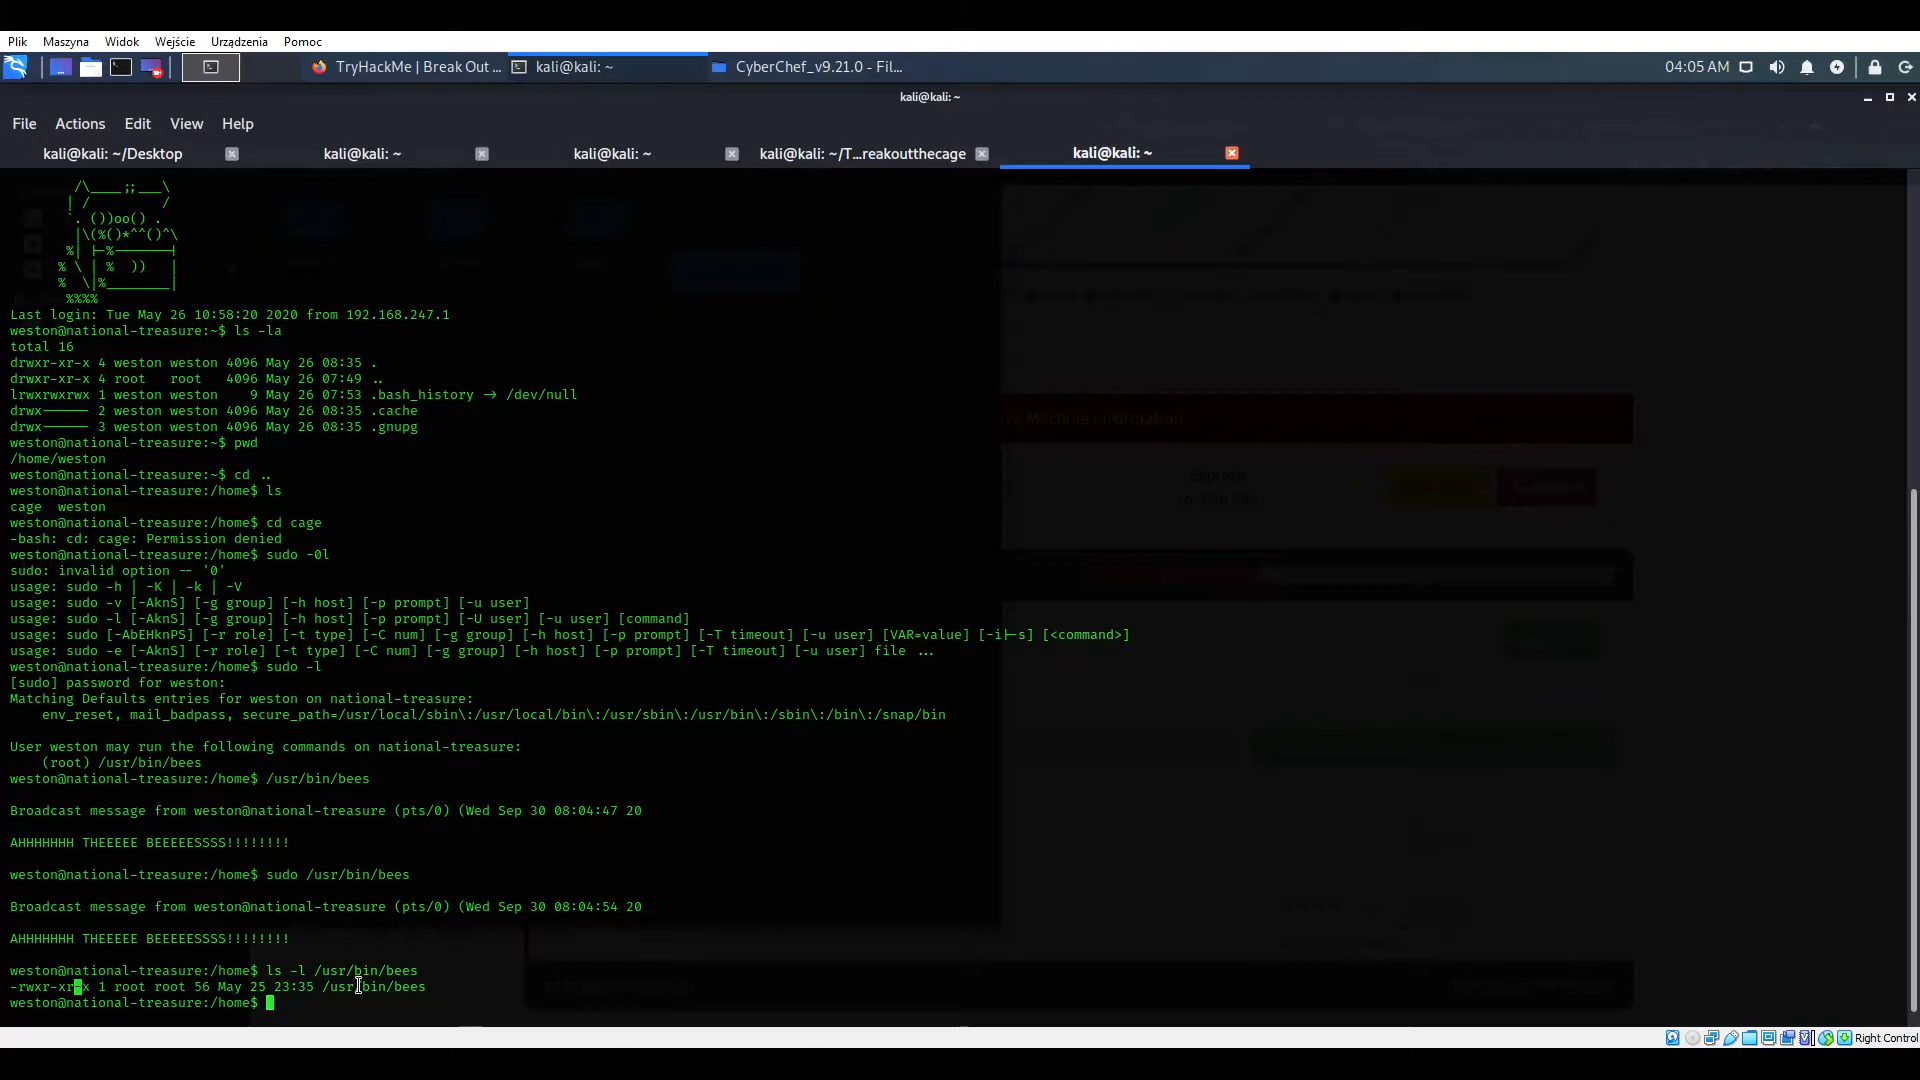 Plik Maszyna Widok Wejście Urządzenia Pomoc
TryHackMe | Break Out ... kali@kali: ~ CyberChef_v9.21.0 - Fil... 04:05 AM
kali@kali: ~
File Actions Edit View Help
kali@kali: ~/Desktop kali@kali: ~ kali@kali: ~ kali@kali: ~/T...reakoutthecage kali@kali: ~
/\____;;___\
| / /
`. ())oo() .
|\(%()*^^()^\
%| |-%-------|
% \ | % )) |
% \|%________|
%%%%
Last login: Tue May 26 10:58:20 2020 from 192.168.247.1
weston@national-treasure:~$ ls -la
total 16
drwxr-xr-x 4 weston weston 4096 May 26 08:35 .
drwxr-xr-x 4 root root 4096 May 26 07:49 ..
lrwxrwxrwx 1 weston weston 9 May 26 07:53 .bash_history -> /dev/null
drwx------ 2 weston weston 4096 May 26 08:35 .cache
drwx------ 3 weston weston 4096 May 26 08:35 .gnupg
weston@national-treasure:~$ pwd
/home/weston
weston@national-treasure:~$ cd ..
weston@national-treasure:/home$ ls
cage weston
weston@national-treasure:/home$ cd cage
-bash: cd: cage: Permission denied
weston@national-treasure:/home$ sudo -0l
sudo: invalid option -- '0'
usage: sudo -h | -K | -k | -V
usage: sudo -v [-AknS] [-g group] [-h host] [-p prompt] [-u user]
usage: sudo -l [-AknS] [-g group] [-h host] [-p prompt] [-U user] [-u user] [command]
usage: sudo [-AbEHknPS] [-r role] [-t type] [-C num] [-g group] [-h host] [-p prompt] [-T timeout] [-u user] [VAR=value] [-i|-s] [<command>]
usage: sudo -e [-AknS] [-r role] [-t type] [-C num] [-g group] [-h host] [-p prompt] [-T timeout] [-u user] file ...
weston@national-treasure:/home$ sudo -l
[sudo] password for weston:
Matching Defaults entries for weston on national-treasure:
env_reset, mail_badpass, secure_path=/usr/local/sbin\:/usr/local/bin\:/usr/sbin\:/usr/bin\:/sbin\:/bin\:/snap/bin
User weston may run the following commands on national-treasure:
(root) /usr/bin/bees
weston@national-treasure:/home$ /usr/bin/bees
Broadcast message from weston@national-treasure (pts/0) (Wed Sep 30 08:04:47 20
AHHHHHHH THEEEEE BEEEEESSSS!!!!!!!!
weston@national-treasure:/home$ sudo /usr/bin/bees
Broadcast message from weston@national-treasure (pts/0) (Wed Sep 30 08:04:54 20
AHHHHHHH THEEEEE BEEEEESSSS!!!!!!!!
weston@national-treasure:/home$ ls -l /usr/bin/bees
-rwxr-xr-x 1 root root 56 May 25 23:35 /usr/bin/bees
weston@national-treasure:/home$
Right Control